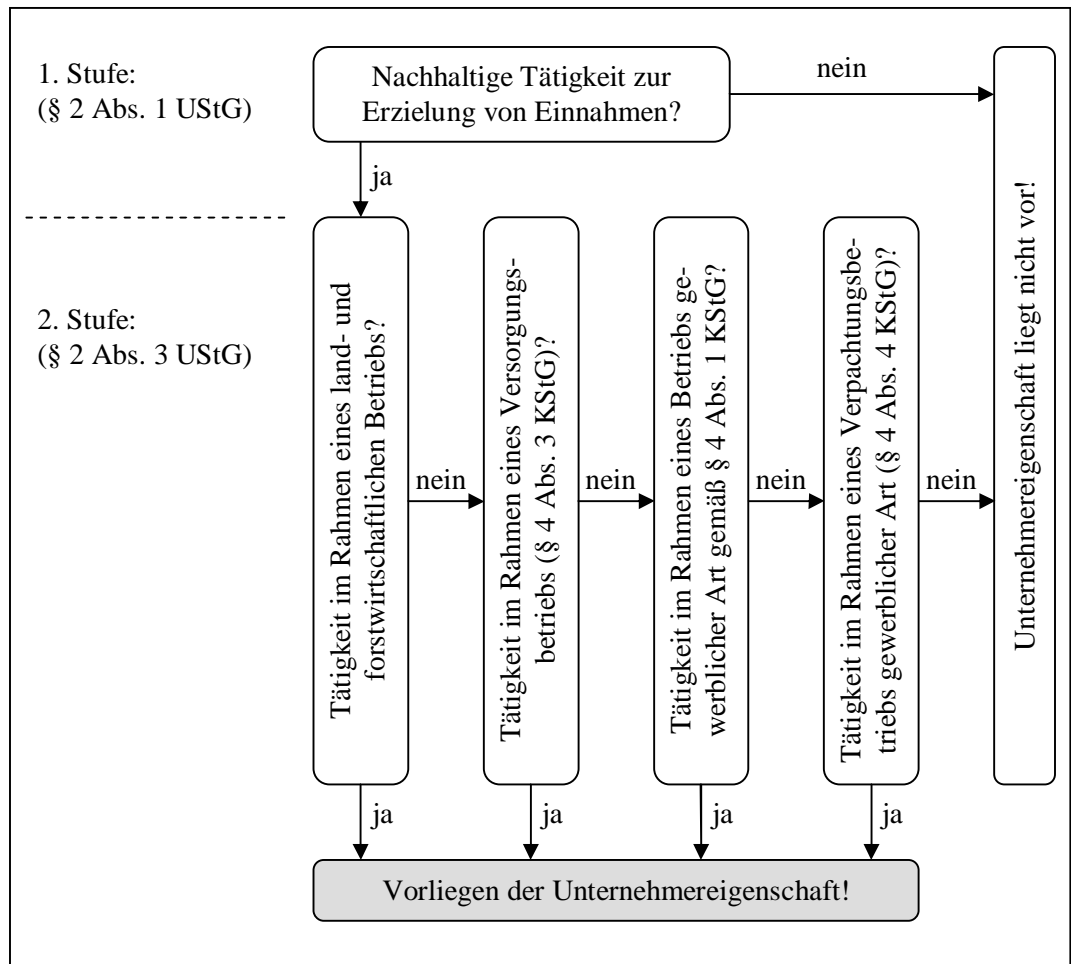 1. Stufe:
(§ 2 Abs. 1 UStG)
Nachhaltige Tätigkeit zur
Erzielung von Einnahmen?
nein
ja
2. Stufe:
(§ 2 Abs. 3 UStG)
Tätigkeit im Rahmen eines land- und
forstwirtschaftlichen Betriebs?
nein
Tätigkeit im Rahmen eines Versorgungs-
betriebs (§ 4 Abs. 3 KStG)?
nein
Tätigkeit im Rahmen eines Betriebs ge-
werblicher Art gemäß § 4 Abs. 1 KStG?
nein
Tätigkeit im Rahmen eines Verpachtungsbe-
triebs gewerblicher Art (§ 4 Abs. 4 KStG)?
nein
Unternehmereigenschaft liegt nicht vor!
ja
ja
ja
ja
Vorliegen der Unternehmereigenschaft!